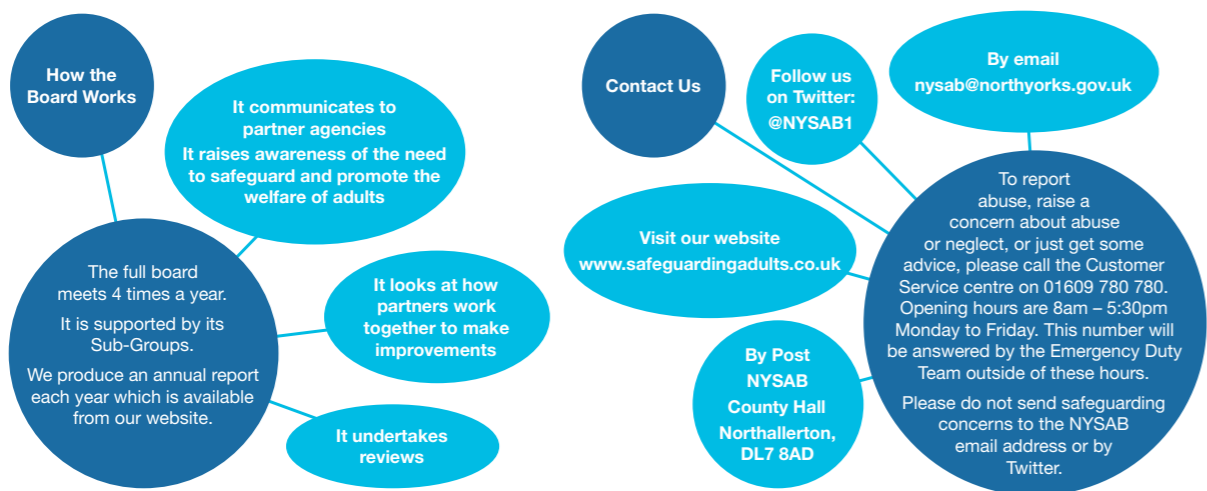 How the
Board Works
It communicates to
partner agencies
It raises awareness of the need
to safeguard and promote the
welfare of adults
The full board
meets 4 times a year.
It is supported by its
Sub-Groups.
We produce an annual report
each year which is available
from our website.
It looks at how
partners work
together to make
improvements
It undertakes
reviews
Contact Us
Follow us
on Twitter:
@NYSAB1
By email
nysab@northyorks.gov.uk
Visit our website
www.safeguardingadults.co.uk
By Post
NYSAB
County Hall
Northallerton,
DL7 8AD
To report
abuse, raise a
concern about abuse
or neglect, or just get some
advice, please call the Customer
Service centre on 01609 780 780.
Opening hours are 8am – 5:30pm
Monday to Friday. This number will
be answered by the Emergency Duty
Team outside of these hours.
Please do not send safeguarding
concerns to the NYSAB
email address or by
Twitter.